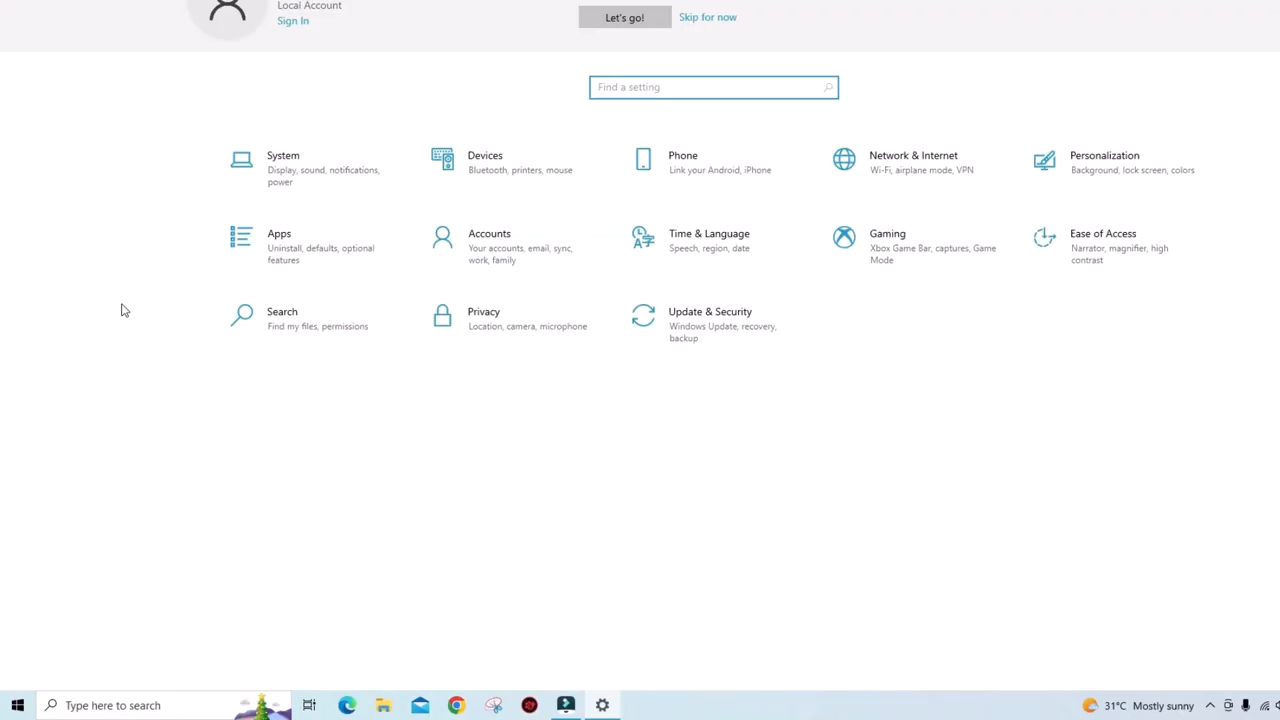 Local Account
Sign In
Let's go!
Skip for now
Find a setting
System
Display, sound, notifications,
power
Devices
Bluetooth, printers, mouse
Phone
Link your Android, iPhone
Network & Internet
Wi-Fi, airplane mode, VPN
Personalization
Background, lock screen, colors
Apps
Uninstall, defaults, optional
features
Accounts
Your accounts, email, sync,
work, family
Time & Language
Speech, region, date
Gaming
Xbox Game Bar, captures, Game
Mode
Ease of Access
Narrator, magnifier, high
contrast
Search
Find my files, permissions
Privacy
Location, camera, microphone
Update & Security
Windows Update, recovery,
backup
Type here to search
31°C Mostly sunny